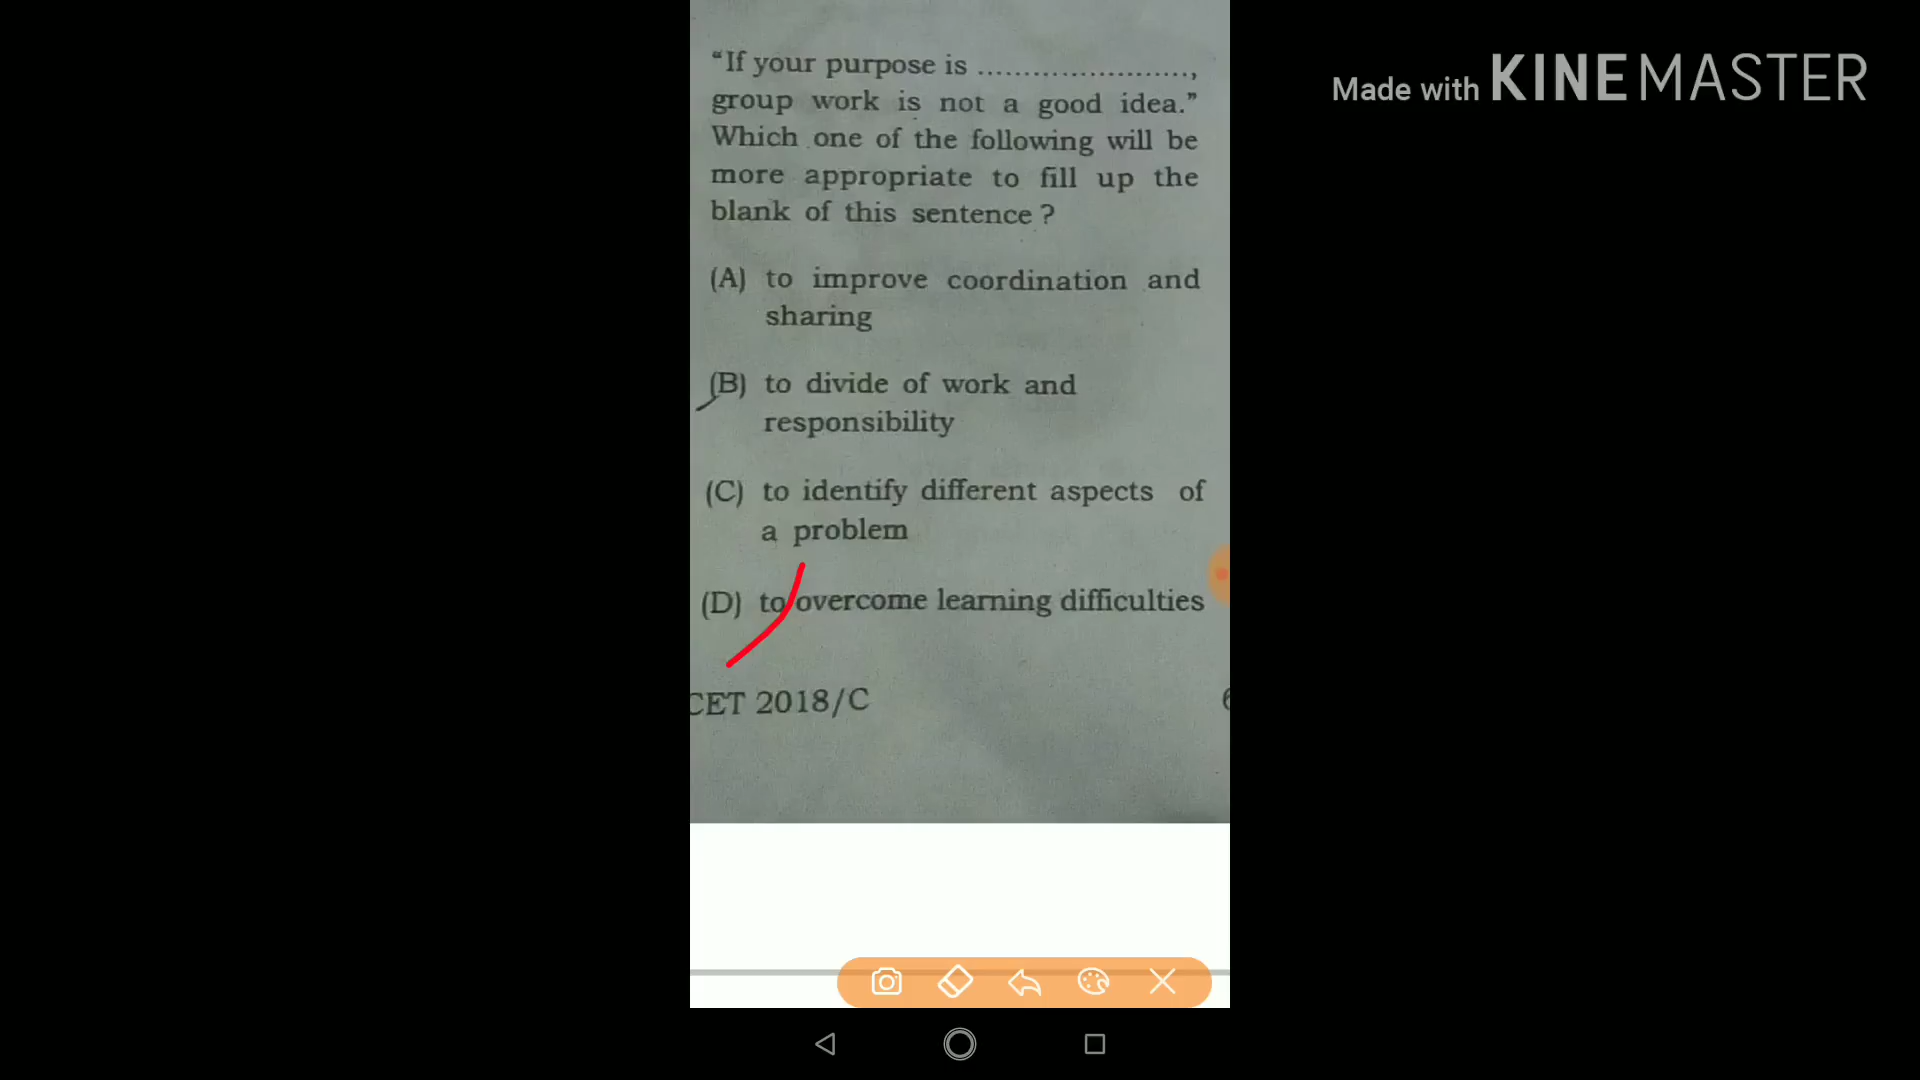 Made with KINEMASTER
“If your purpose is ........................,
group work is not a good idea.”
Which one of the following will be
more appropriate to fill up the
blank of this sentence ?
(A) to improve coordination and
sharing
(B) to divide of work and
responsibility
(C) to identify different aspects of
a problem
(D) to overcome learning difficulties
CET 2018/C